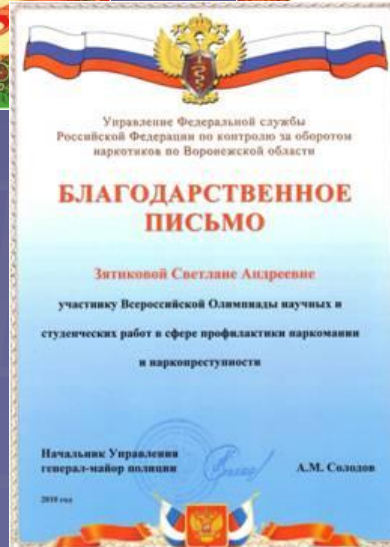 Управление Федеральной службы
Российской Федерации по контролю за оборотом
наркотиков по Воронежской области
БЛАГОДАРСТВЕННОЕ
ПИСЬМО
Зятиковой Светлане Андреевне
участнику Всероссийской Олимпиады научных и
студенческих работ в сфере профилактики наркомании
и наркопреступности
Начальник Управления
генерал-майор полиции А.М. Солодов
2010 год